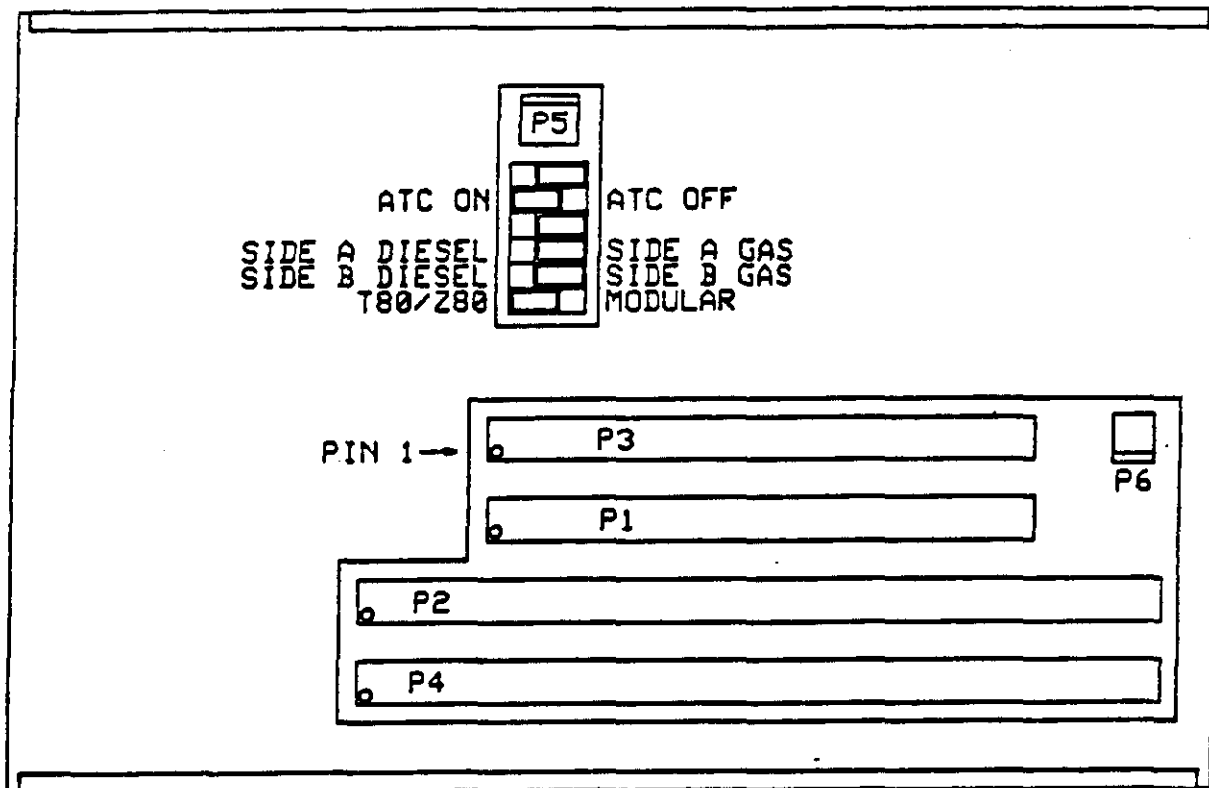 P5
ATC ON ATC OFF
SIDE A DIESEL SIDE A GAS
SIDE B DIESEL SIDE B GAS
T80/Z80 MODULAR
PIN 1 P3
P6
P1
P2
P4